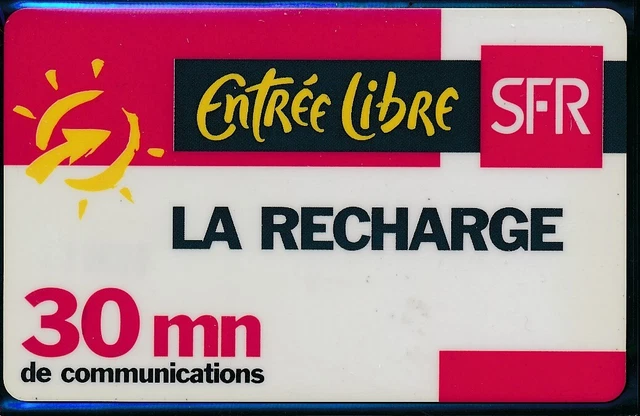 Entrée Libre
SFR
LA RECHARGE
30 mn
de communications